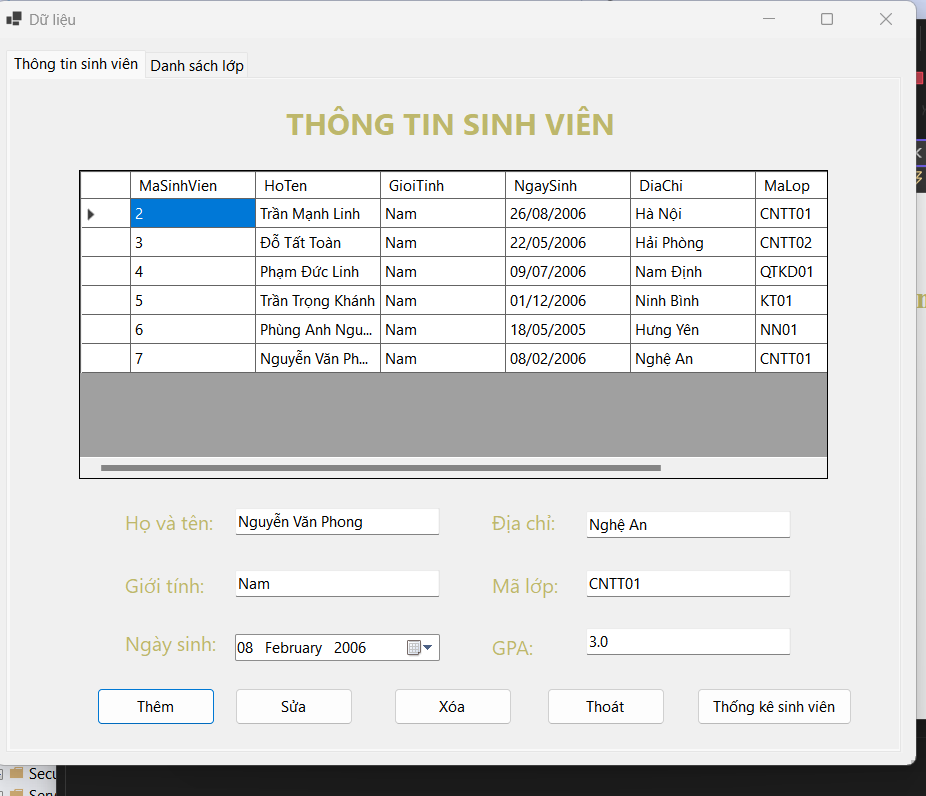 Dữ liệu
Thông tin sinh viên Danh sách lớp
THÔNG TIN SINH VIÊN
MaSinhVien HoTen GioiTinh NgaySinh DiaChi MaLop
2 Trần Mạnh Linh Nam 26/08/2006 Hà Nội CNTT01
3 Đỗ Tất Toàn Nam 22/05/2006 Hải Phòng CNTT02
4 Phạm Đức Linh Nam 09/07/2006 Nam Định QTKD01
5 Trần Trọng Khánh Nam 01/12/2006 Ninh Bình KT01
6 Phùng Anh Ngu... Nam 18/05/2005 Hưng Yên NN01
7 Nguyễn Văn Ph... Nam 08/02/2006 Nghệ An CNTT01
Họ và tên: Nguyễn Văn Phong Địa chỉ: Nghệ An
Giới tính: Nam Mã lớp: CNTT01
Ngày sinh: 08 February 2006 GPA: 3.0
Thêm Sửa Xóa Thoát Thống kê sinh viên